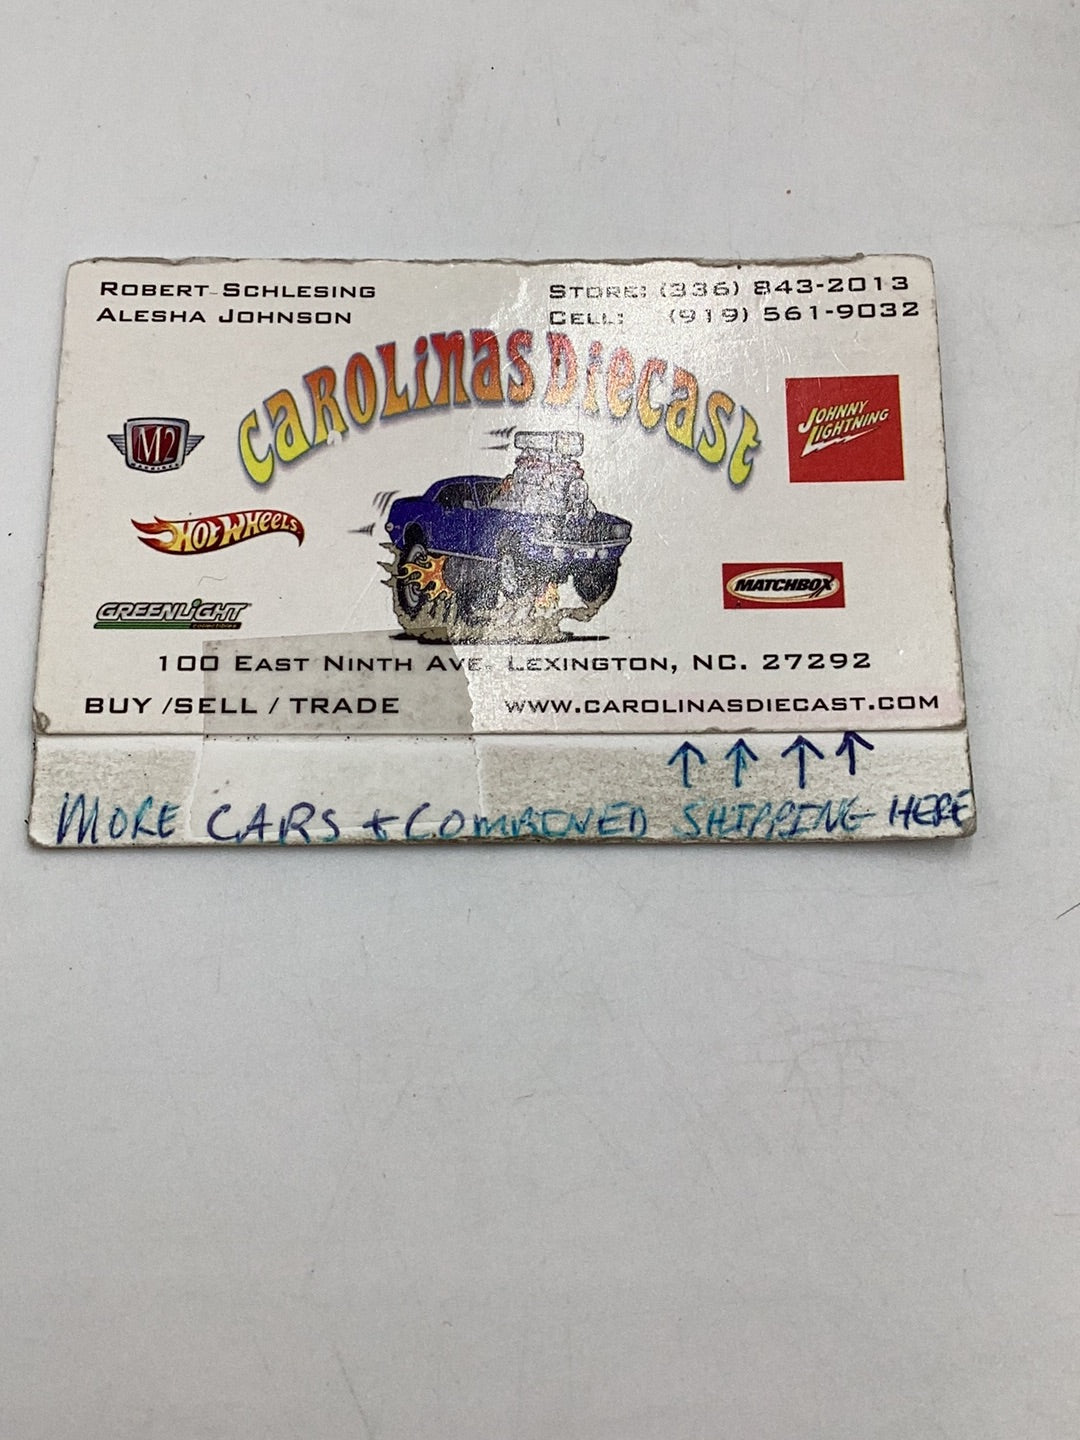 ROBERT SCHLESING
ALESHA JOHNSON
STORE: (336) 843-2013
CELL: (919) 561-9032
CAROLINAS DIECAST
M2
JOHNNY LIGHTNING
HOT WHEELS
MATCHBOX
GREENLIGHT
collectibles
100 EAST NINTH AVE. LEXINGTON, NC. 27292
BUY /SELL / TRADE
WWW.CAROLINASDIECAST.COM
↑ ↑ ↑ ↑
MORE CARS + COMBINED SHIPPING HERE